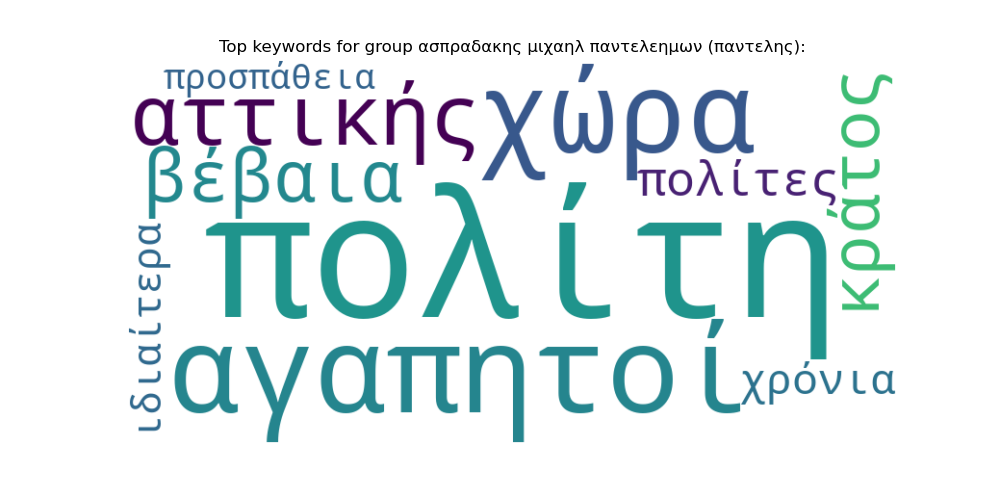 Top keywords for group ασπραδακης μιχαηλ παντελεημων (παντελης):
προσπάθεια
αττικής
χώρα
κράτος
βέβαια
πολίτες
πολίτη
ιδιαίτερα
αγαπητοί
χρόνια